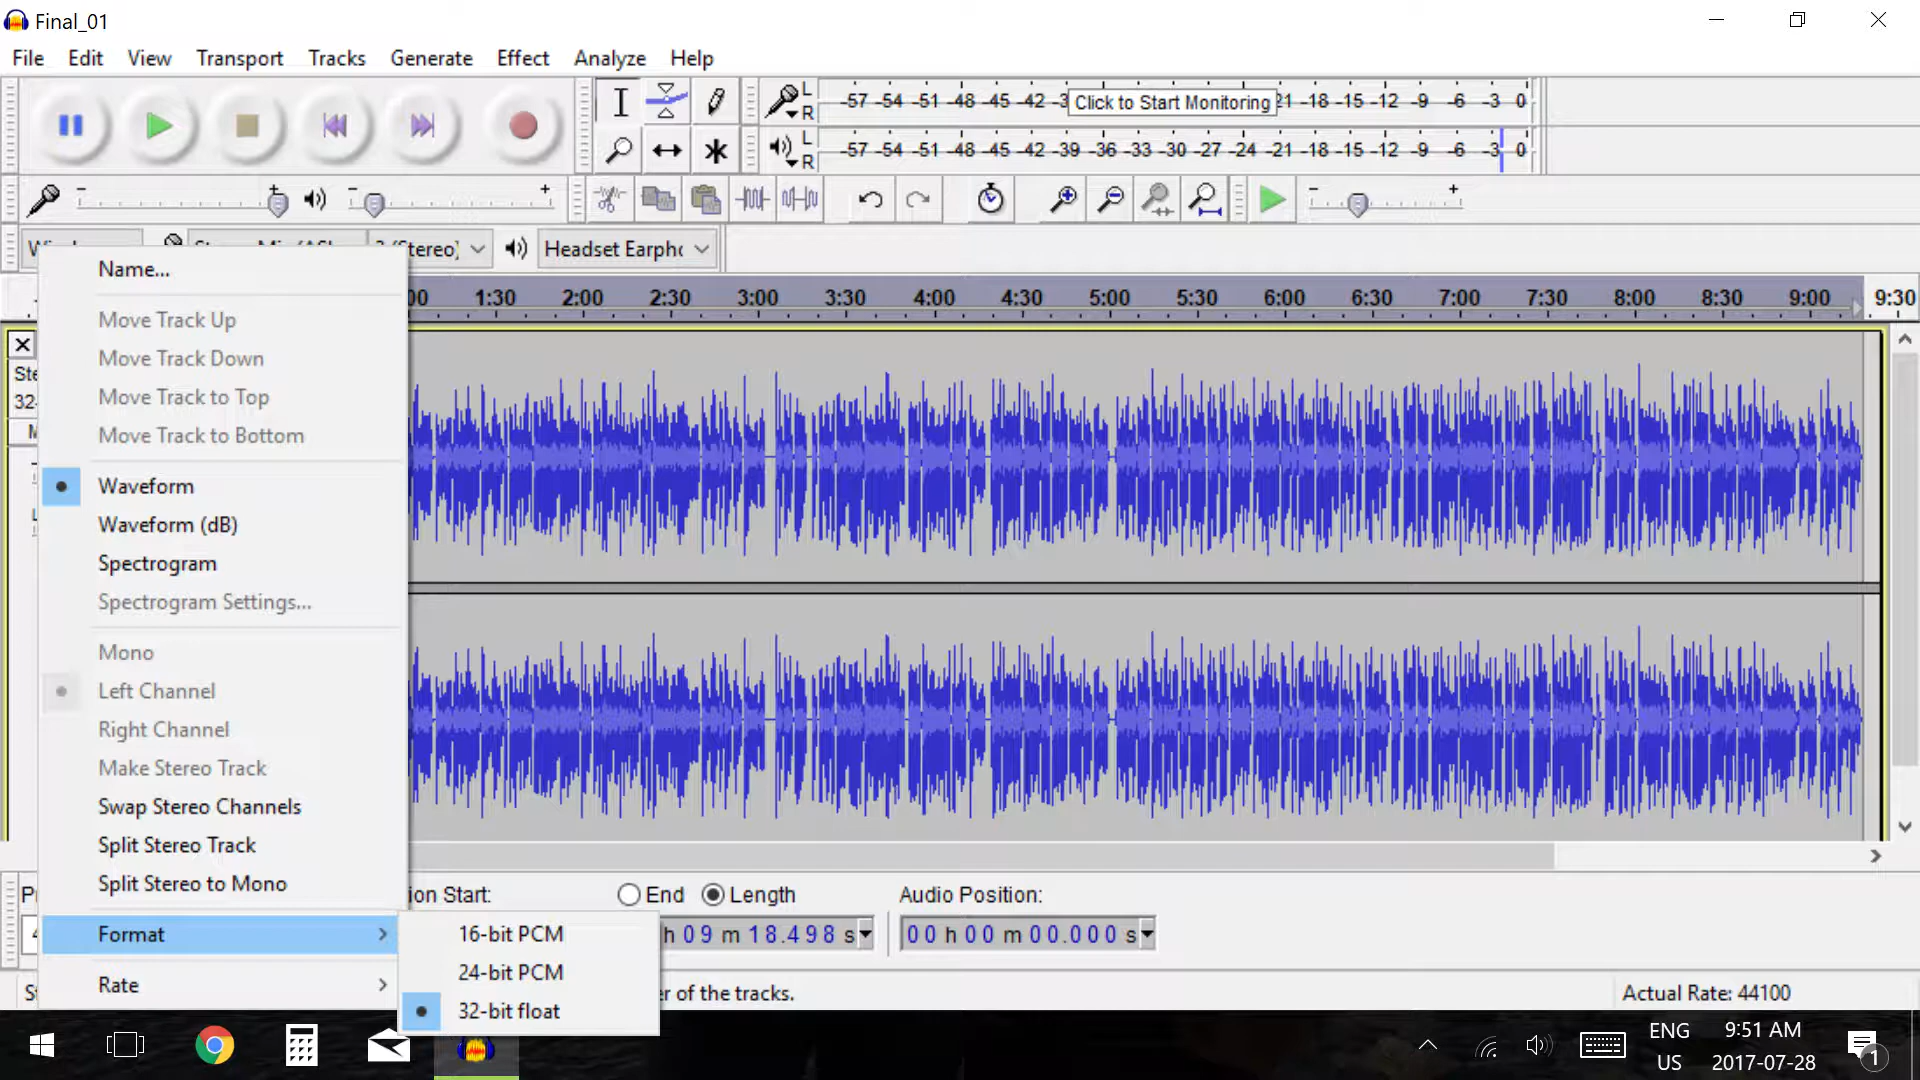 Final_01
File Edit View Transport Tracks Generate Effect Analyze Help
L
R
-57 -54 -51 -48 -45 -42 Click to Start Monitoring -18 -15 -12 -9 -6 -3 0
L
R
-57 -54 -51 -48 -45 -42 -39 -36 -33 -30 -27 -24 -21 -18 -15 -12 -9 -6 -3 0
Headset Earph
1:30 2:00 2:30 3:00 3:30 4:00 4:30 5:00 5:30 6:00 6:30 7:00 7:30 8:00 8:30 9:00 9:30
Name...
Move Track Up
Move Track Down
Move Track to Top
Move Track to Bottom
Waveform
Waveform (dB)
Spectrogram
Spectrogram Settings...
Mono
Left Channel
Right Channel
Make Stereo Track
Swap Stereo Channels
Split Stereo Track
Split Stereo to Mono
Format
Rate
16-bit PCM
24-bit PCM
32-bit float
ion Start: End Length Audio Position:
h 09 m 18.498 s 00 h 00 m 00.000 s
r of the tracks.
Actual Rate: 44100
ENG
US
9:51 AM
2017-07-28
1